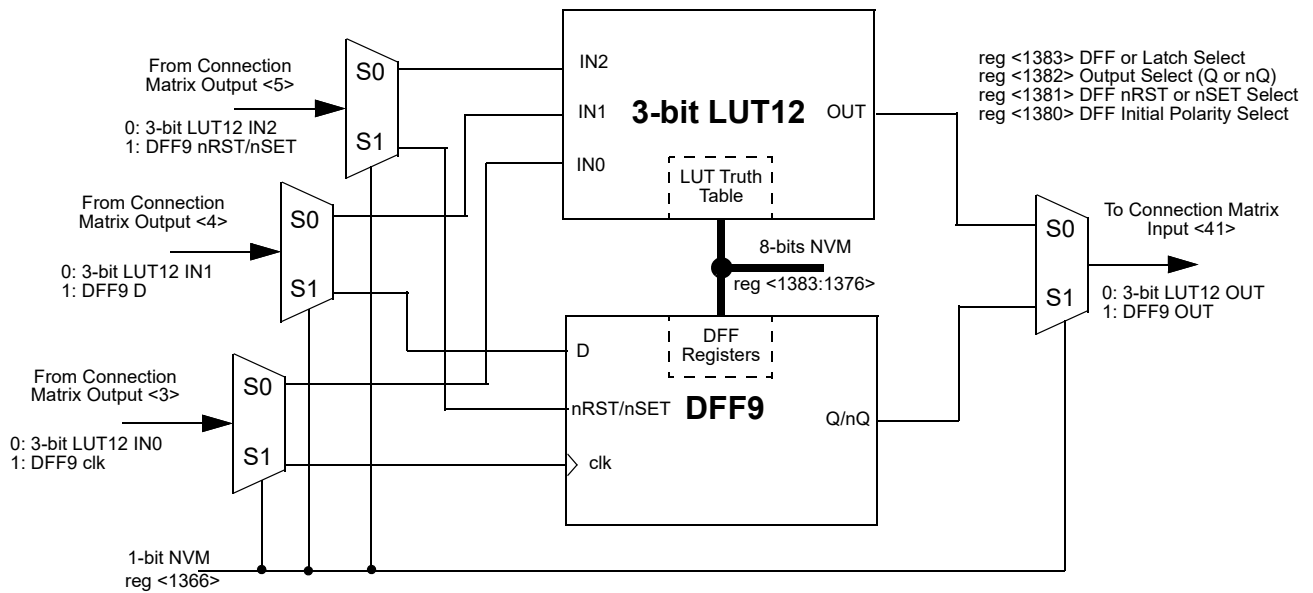 From Connection
Matrix Output <5>
0: 3-bit LUT12 IN2
1: DFF9 nRST/nSET
S0
S1
From Connection
Matrix Output <4>
0: 3-bit LUT12 IN1
1: DFF9 D
S0
S1
From Connection
Matrix Output <3>
0: 3-bit LUT12 IN0
1: DFF9 clk
S0
S1
1-bit NVM
reg <1366>
IN2
IN1
IN0
3-bit LUT12
OUT
LUT Truth
Table
8-bits NVM
reg <1383:1376>
DFF
Registers
D
nRST/nSET
clk
DFF9
Q/nQ
reg <1383> DFF or Latch Select
reg <1382> Output Select (Q or nQ)
reg <1381> DFF nRST or nSET Select
reg <1380> DFF Initial Polarity Select
S0
S1
To Connection Matrix
Input <41>
0: 3-bit LUT12 OUT
1: DFF9 OUT